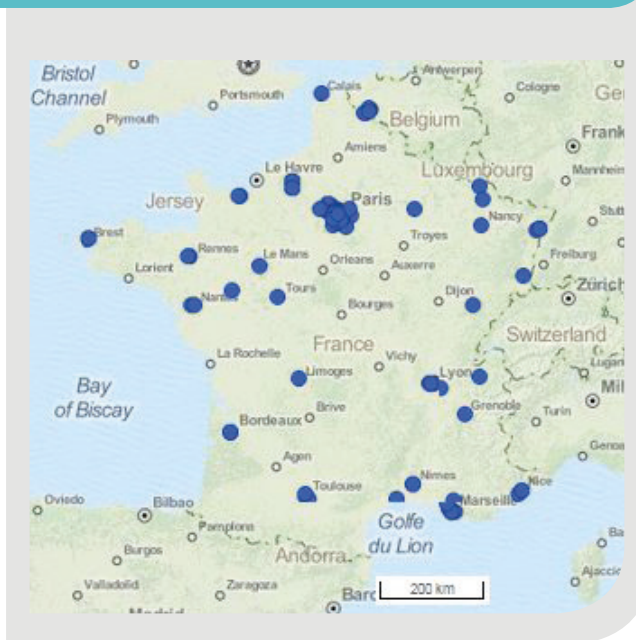 Bristol
Channel
Portsmouth
Plymouth
Calais
Antwerpen
Cologne
Belgium
Frank
Amiens
Mannheim
Luxembourg
Le Havre
Jersey
Paris
Nancy
Stutt
Brest
Rennes
Troyes
Freiburg
Le Mans
Orleans
Auxerre
Lorient
Zürich
Nantes
Tours
Dijon
Bourges
Switzerland
France
La Rochelle
Vichy
Lugan
Limoges
Lyon
Mil
Bay
of Biscay
Brive
Grenoble
Turin
Bordeaux
Genoa
Agen
Nimes
Nice
Toulouse
Marseille
Oviedo
Bilbao
Golfe
du Lion
Pamplona
Ba
Burgos
Andorra
Ajaccio
Valladolid
Zaragoza
200 km
Barc
Madrid